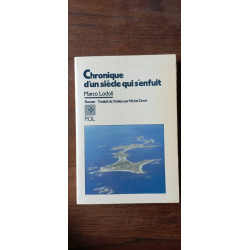 Chronique
d'un siècle qui s'enfuit
Marco Lodoli
Roman Traduit de l'italien par Michel Orcel
P.O.L